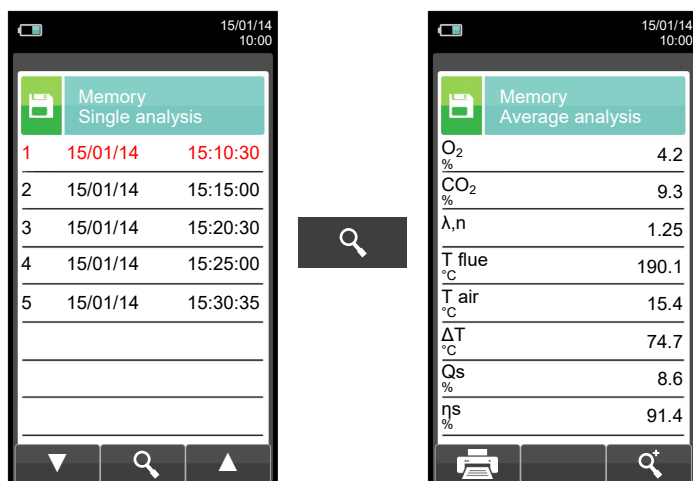 15/01/14
10:00
Memory
Single analysis
1 15/01/14 15:10:30
2 15/01/14 15:15:00
3 15/01/14 15:20:30
4 15/01/14 15:25:00
5 15/01/14 15:30:35
15/01/14
10:00
Memory
Average analysis
O₂ % 4.2
CO₂ % 9.3
λ,n 1.25
T flue °C 190.1
T air °C 15.4
ΔT °C 74.7
Qs % 8.6
ηs % 91.4